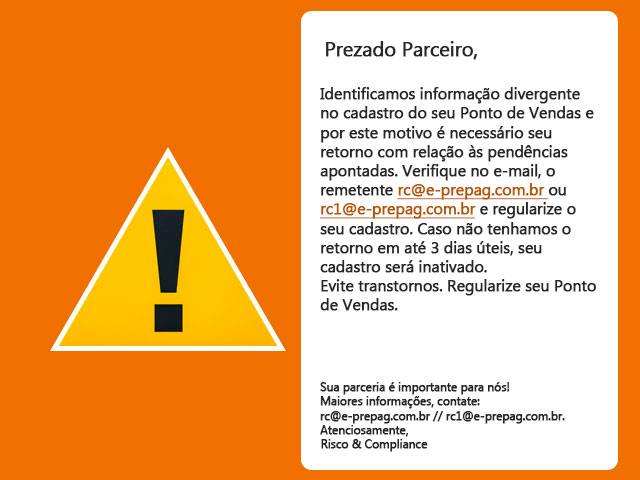 Prezado Parceiro,
Identificamos informação divergente
no cadastro do seu Ponto de Vendas e
por este motivo é necessário seu
retorno com relação às pendências
apontadas. Verifique no e-mail, o
remetente rc@e-prepag.com.br ou
rc1@e-prepag.com.br e regularize o
seu cadastro. Caso não tenhamos o
retorno em até 3 dias úteis, seu
cadastro será inativado.
Evite transtornos. Regularize seu Ponto
de Vendas.
Sua parceria é importante para nós!
Maiores informações, contate:
rc@e-prepag.com.br // rc1@e-prepag.com.br.
Atenciosamente,
Risco & Compliance